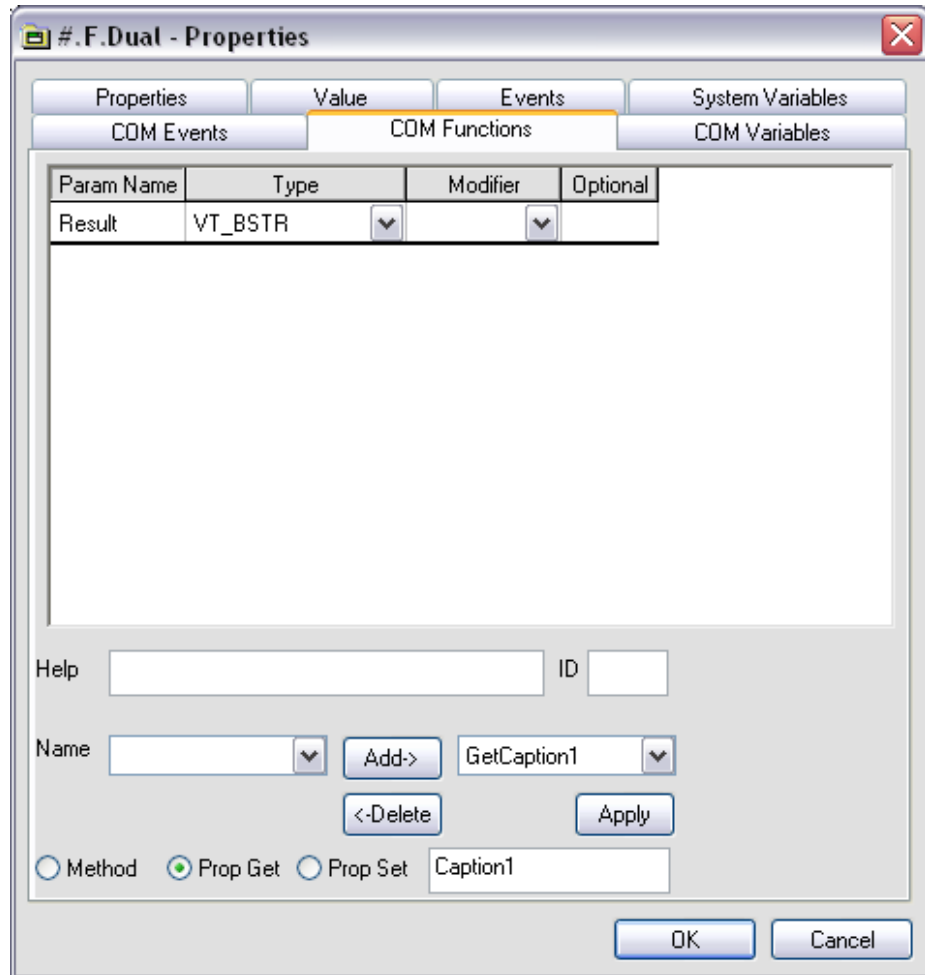 #.F.Dual - Properties
Properties Value Events System Variables
COM Events COM Functions COM Variables
Param Name Type Modifier Optional
Result VT_BSTR
Help ID
Name Add-> GetCaption1
<-Delete Apply
Method Prop Get Prop Set Caption1
OK Cancel